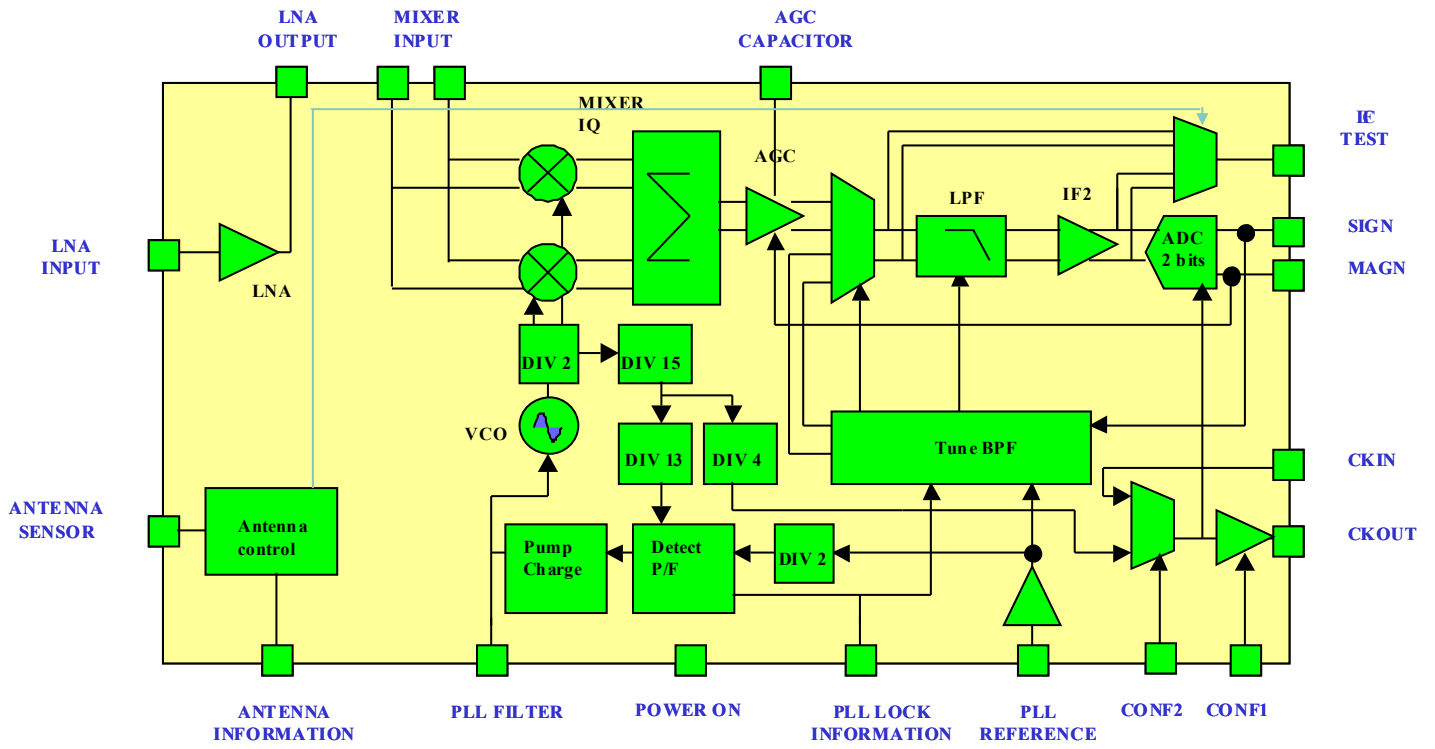 LNA
OUTPUT
MIXER
INPUT
AGC
CAPACITOR
MIXER
IQ
AGC
LPF
IF2
TEST
LNA
INPUT
LNA
ADC
2 bits
SIGN
MAGN
DIV 2
DIV 15
VCO
DIV 13
DIV 4
Tune BPF
CKIN
ANTENNA
SENSOR
Antenna
control
Pump
Charge
Detect
P/F
DIV 2
CKOUT
ANTENNA
INFORMATION
PLL FILTER
POWER ON
PLL LOCK
INFORMATION
PLL
REFERENCE
CONF2
CONF1